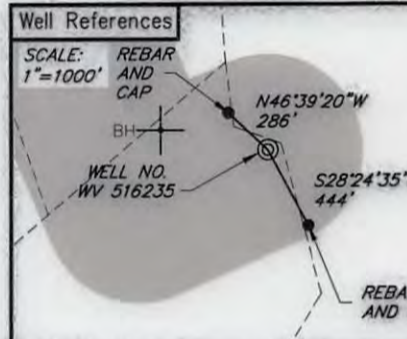 Well References
SCALE:
1"=1000'
REBAR
AND
CAP
N46°39'20"W
286'
BH
WELL NO.
WV 516235
S28°24'35"
444'
REBA
AND